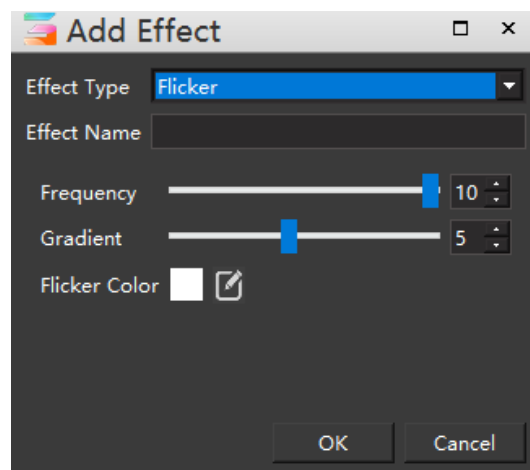 Add Effect
Effect Type Flicker
Effect Name
Frequency 10
Gradient 5
Flicker Color
OK Cancel